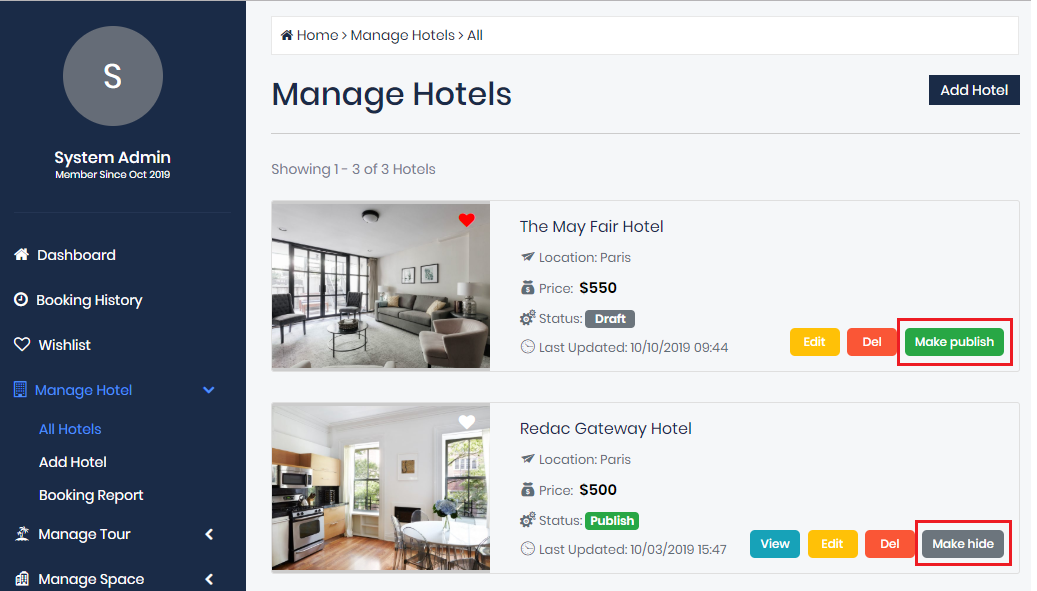 S
System Admin
Member Since Oct 2019
Dashboard
Booking History
Wishlist
Manage Hotel
All Hotels
Add Hotel
Booking Report
Manage Tour
Manage Space
Home > Manage Hotels > All
Manage Hotels
Add Hotel
Showing 1 - 3 of 3 Hotels
The May Fair Hotel
Location: Paris
Price: $550
Status: Draft
Last Updated: 10/10/2019 09:44
Edit Del Make publish
Redac Gateway Hotel
Location: Paris
Price: $500
Status: Publish
Last Updated: 10/03/2019 15:47
View Edit Del Make hide